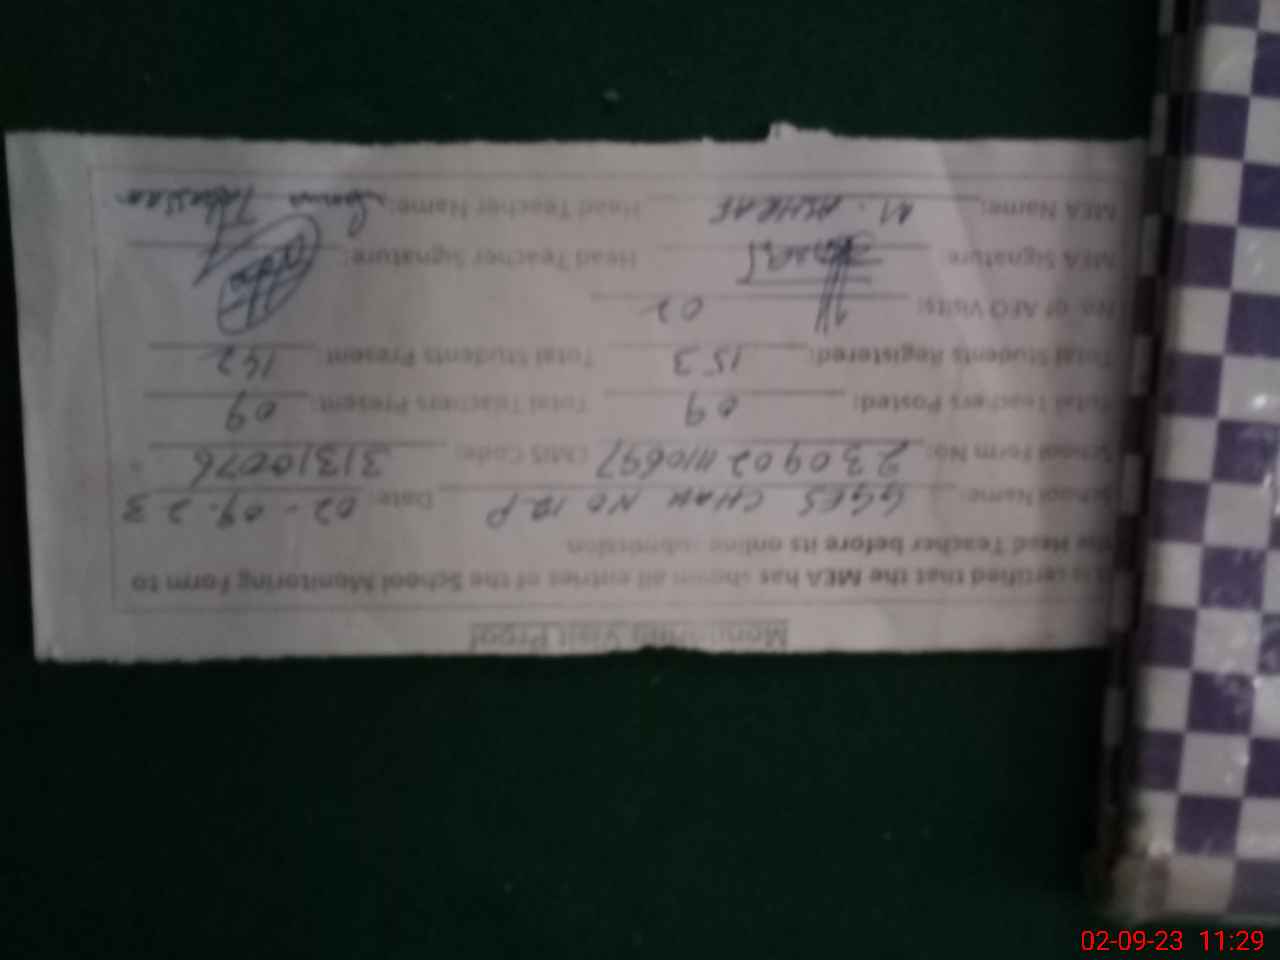 Monitoring Visit Proof
It is certified that the MEA has shown all entries of the School Monitoring Form to
the Head Teacher before its online submission
School Name: GGES CHAK NO 12-P Date: 02-09-23
School Form No: 2309021110697 EMIS Code: 31310076
Total Teachers Posted: 09 Total Teachers Present: 09
Total Students Registered: 153 Total Students Present: 142
No. of AEO Visits: 02
MEA Signature: Head Teacher Signature:
MEA Name: M. ASHRAF Head Teacher Name: Tabassam
02-09-23 11:29